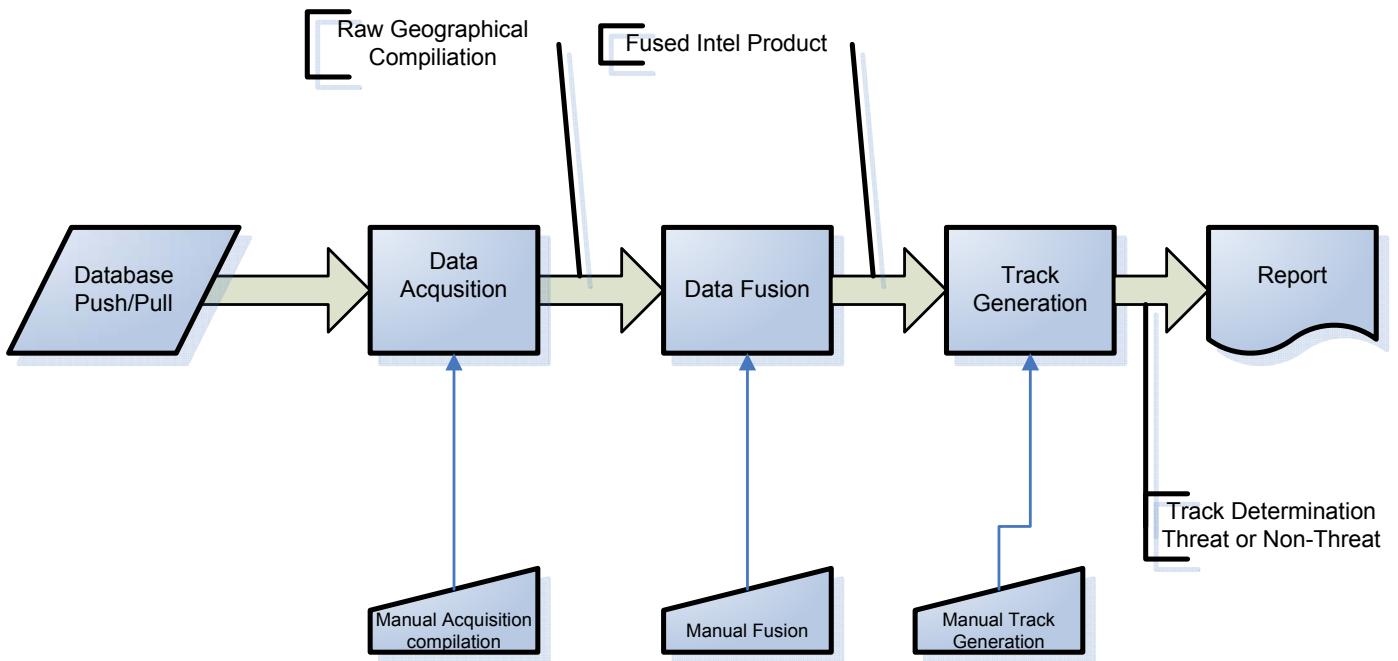 Raw Geographical
Compiliation
Fused Intel Product
Database
Push/Pull
Data
Acqusition
Data Fusion
Track
Generation
Report
Track Determination
Threat or Non-Threat
Manual Acquisition
compilation
Manual Fusion
Manual Track
Generation